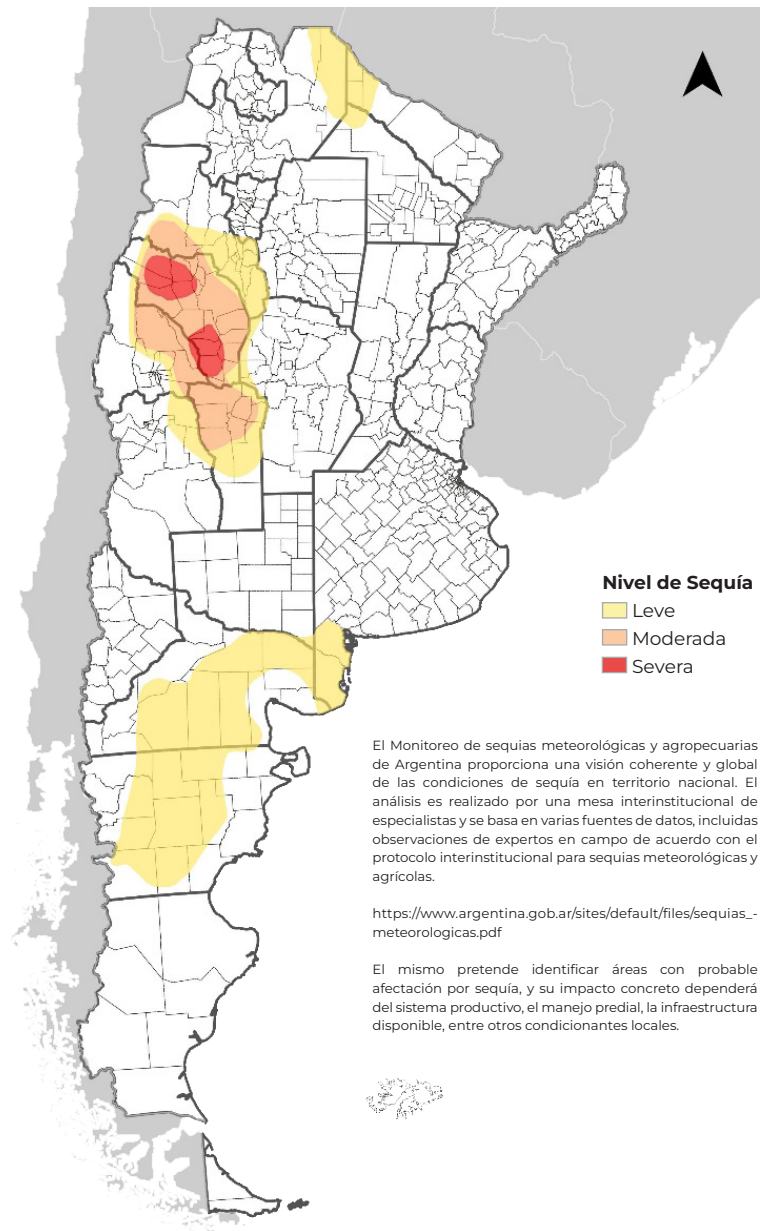 Nivel de Sequía
Leve
Moderada
Severa
El Monitoreo de sequias meteorológicas y agropecuarias
de Argentina proporciona una visión coherente y global
de las condiciones de sequía en territorio nacional. El
análisis es realizado por una mesa interinstitucional de
especialistas y se basa en varias fuentes de datos, incluidas
observaciones de expertos en campo de acuerdo con el
protocolo interinstitucional para sequias meteorológicas y
agrícolas.
https://www.argentina.gob.ar/sites/default/files/sequias_-
meteorologicas.pdf
El mismo pretende identificar áreas con probable
afectación por sequía, y su impacto concreto dependerá
del sistema productivo, el manejo predial, la infraestructura
disponible, entre otros condicionantes locales.